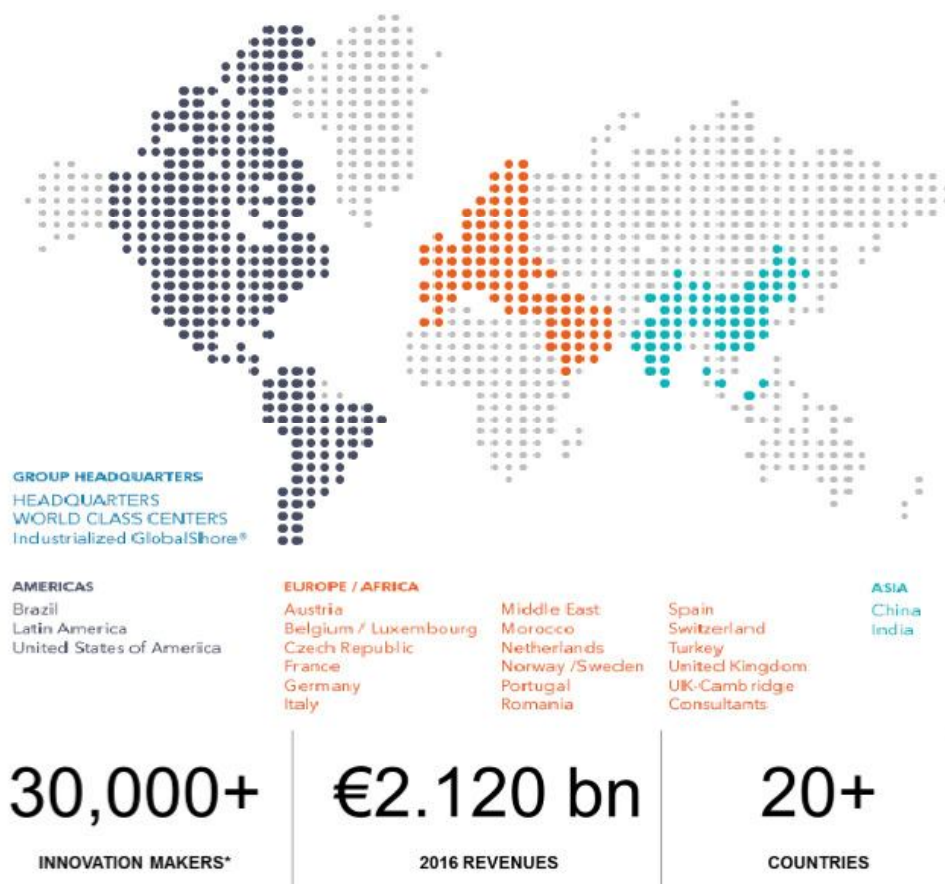 GROUP HEADQUARTERS
HEADQUARTERS
WORLD CLASS CENTERS
Industrialized GlobalShore®
AMERICAS
Brazil
Latin America
United States of America
EUROPE / AFRICA
Austria
Belgium / Luxembourg
Czech Republic
France
Germany
Italy
Middle East
Morocco
Netherlands
Norway /Sweden
Portugal
Romania
Spain
Switzerland
Turkey
United Kingdom
UK-Cambridge
Consultants
ASIA
China
India
30,000+
INNOVATION MAKERS*
€2.120 bn
2016 REVENUES
20+
COUNTRIES